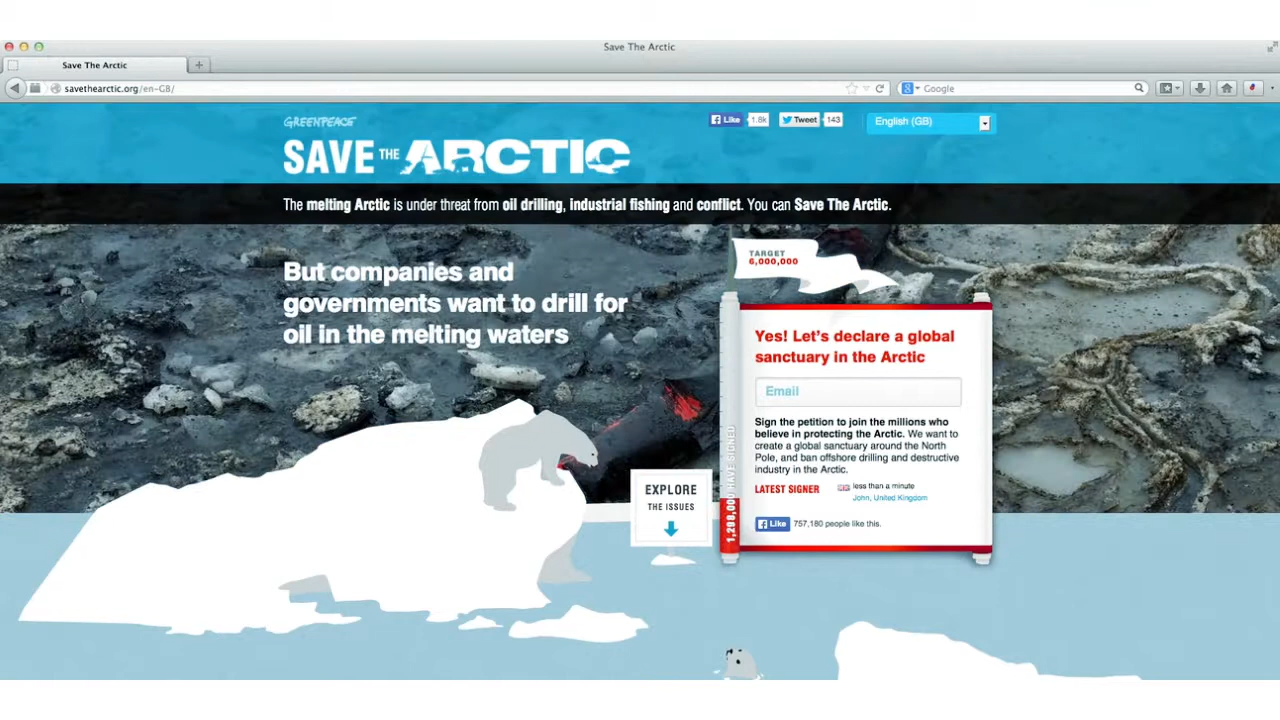 Save The Arctic
Save The Arctic
savethearctic.org/en-GB/
Google
GREENPEACE
Like 1.8k Tweet 143 English (GB)
SAVE THE ARCTIC
The melting Arctic is under threat from oil drilling, industrial fishing and conflict. You can Save The Arctic.
But companies and
governments want to drill for
oil in the melting waters
TARGET
6,000,000
Yes! Let's declare a global
sanctuary in the Arctic
Email
Sign the petition to join the millions who
believe in protecting the Arctic. We want to
create a global sanctuary around the North
Pole, and ban offshore drilling and destructive
industry in the Arctic.
LATEST SIGNER less than a minute
John, United Kingdom
Like 757,180 people like this.
1,298,000 HAVE SIGNED
EXPLORE
THE ISSUES